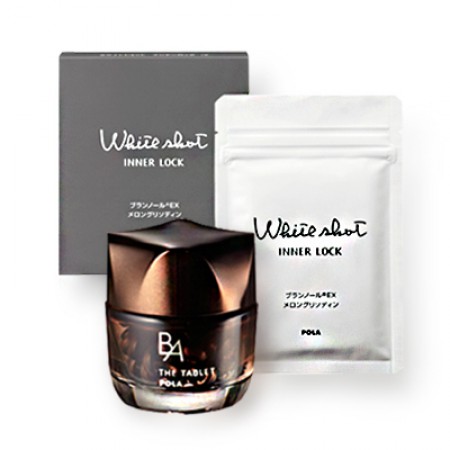 White shot
INNER LOCK
ブランノール®EX
メロングリソディン
White shot
INNER LOCK
ブランノール®EX
メロングリソディン
POLA
BA
THE TABLET
POLA